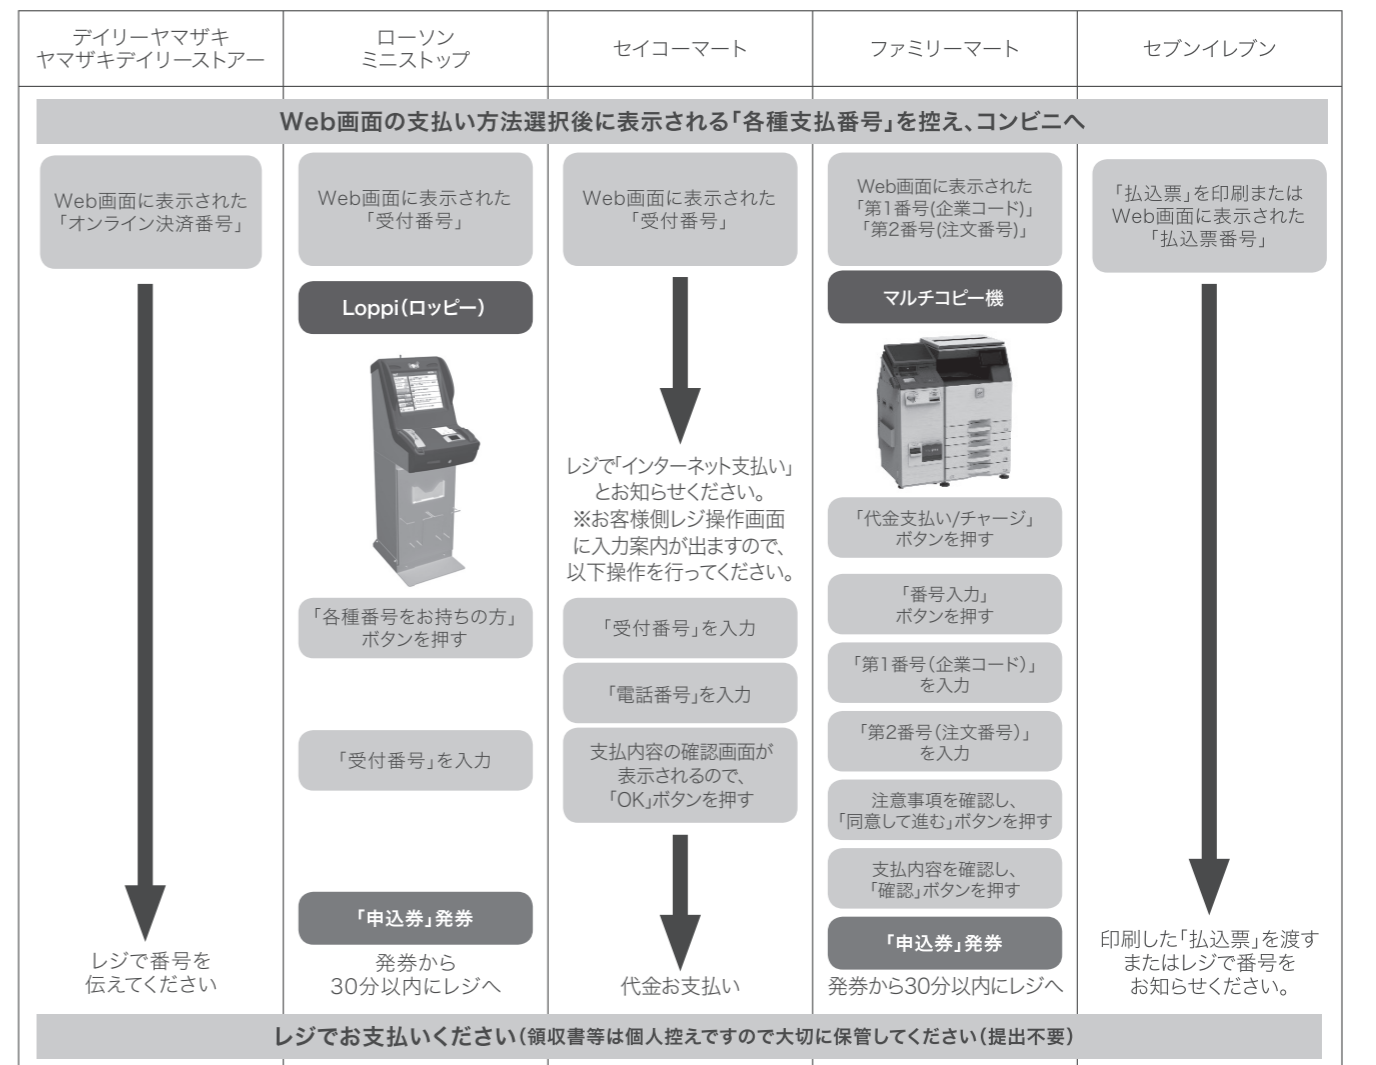 デイリーヤマザキ
ヤマザキデイリーストアー
ローソン
ミニストップ
セイコーマート
ファミリーマート
セブンイレブン
Web画面の支払い方法選択後に表示される「各種支払番号」を控え、コンビニへ
Web画面に表示された
「オンライン決済番号」
レジで番号を
伝えてください
Web画面に表示された
「受付番号」
Loppi(ロッピー)
「各種番号をお持ちの方」
ボタンを押す
「受付番号」を入力
「申込券」発券
発券から
30分以内にレジへ
Web画面に表示された
「受付番号」
レジで「インターネット支払い」
とお知らせください。
※お客様側レジ操作画面
に入力案内が出ますので、
以下操作を行ってください。
「受付番号」を入力
「電話番号」を入力
支払内容の確認画面が
表示されるので、
「OK」ボタンを押す
代金お支払い
Web画面に表示された
「第1番号(企業コード)」
「第2番号(注文番号)」
マルチコピー機
「代金支払い/チャージ」
ボタンを押す
「番号入力」
ボタンを押す
「第1番号(企業コード)」
を入力
「第2番号(注文番号)」
を入力
注意事項を確認し、
「同意して進む」ボタンを押す
支払内容を確認し、
「確認」ボタンを押す
「申込券」発券
発券から30分以内にレジへ
「払込票」を印刷または
Web画面に表示された
「払込票番号」
印刷した「払込票」を渡す
またはレジで番号を
お知らせください。
レジでお支払いください(領収書等は個人控えですので大切に保管してください(提出不要)